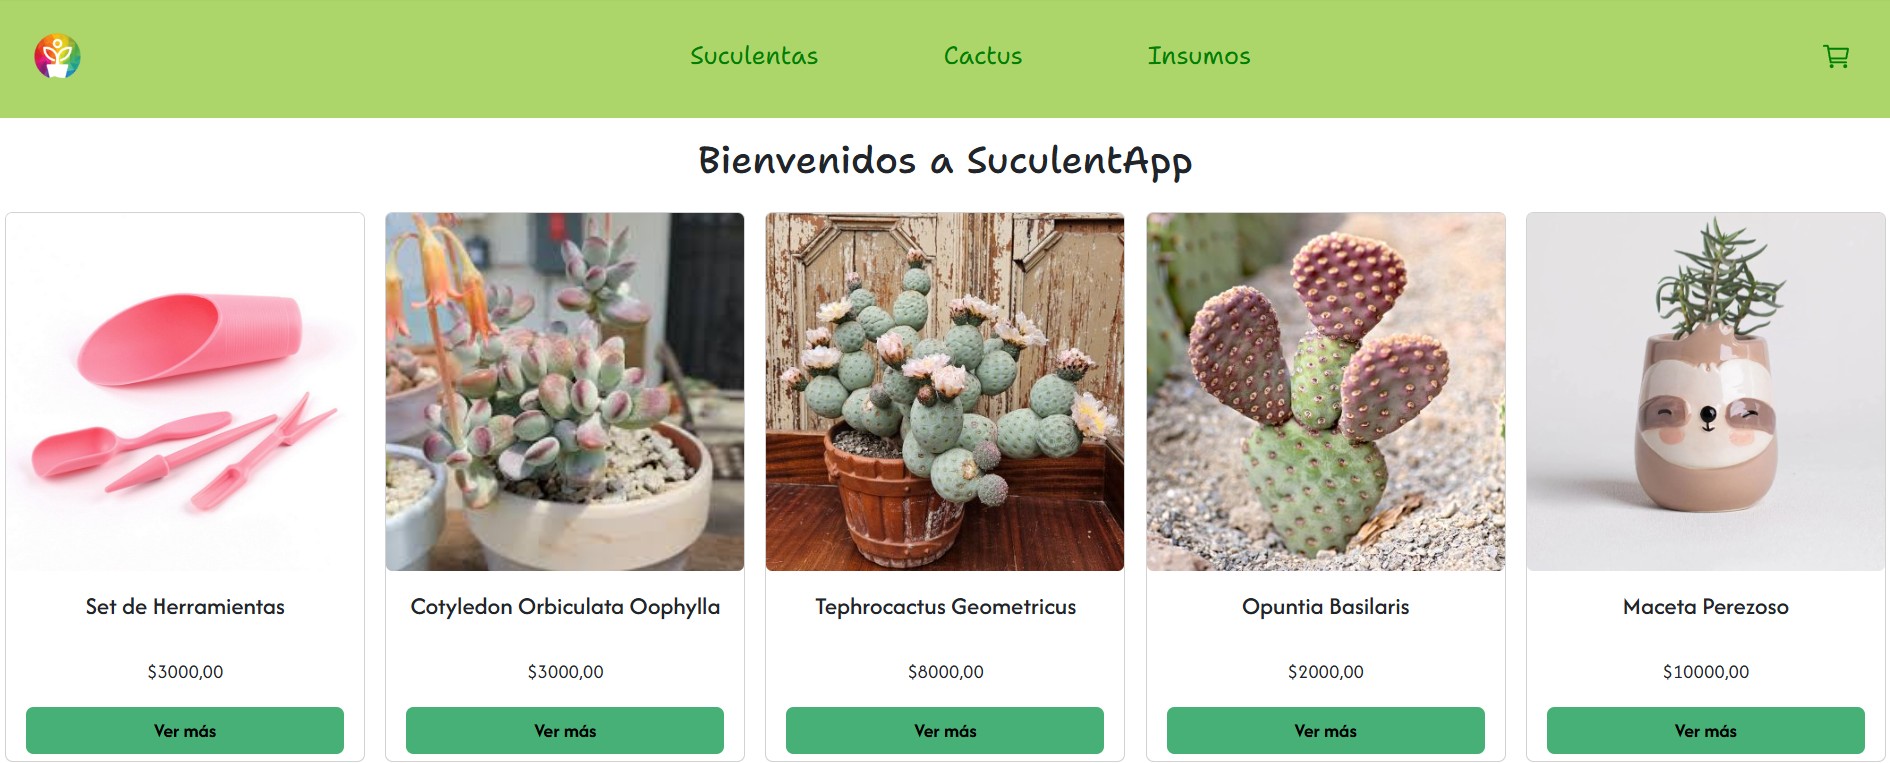 Suculentas Cactus Insumos
Bienvenidos a SuculentApp
Set de Herramientas
$3000,00
Ver más
Cotyledon Orbiculata Oophylla
$3000,00
Ver más
Tephrocactus Geometricus
$8000,00
Ver más
Opuntia Basilaris
$2000,00
Ver más
Maceta Perezoso
$10000,00
Ver más